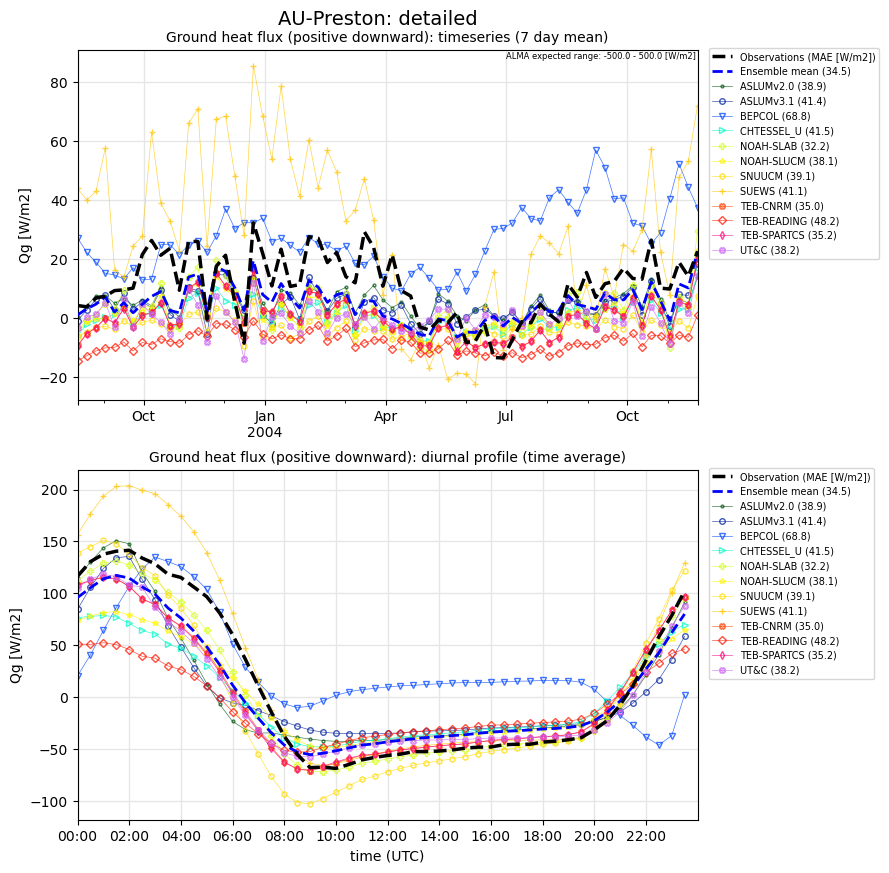 AU-Preston: detailed
Ground heat flux (positive downward): timeseries (7 day mean)
ALMA expected range: -500.0 - 500.0 [W/m2]
Qg [W/m2]
80
60
40
20
0
−20
Oct
Jan
2004
Apr
Jul
Oct
Observations (MAE [W/m2])
Ensemble mean (34.5)
ASLUMv2.0 (38.9)
ASLUMv3.1 (41.4)
BEPCOL (68.8)
CHTESSEL_U (41.5)
NOAH-SLAB (32.2)
NOAH-SLUCM (38.1)
SNUUCM (39.1)
SUEWS (41.1)
TEB-CNRM (35.0)
TEB-READING (48.2)
TEB-SPARTCS (35.2)
UT&C (38.2)
Ground heat flux (positive downward): diurnal profile (time average)
Qg [W/m2]
200
150
100
50
0
−50
−100
00:00
02:00
04:00
06:00
08:00
10:00
12:00
14:00
16:00
18:00
20:00
22:00
time (UTC)
Observation (MAE [W/m2])
Ensemble mean (34.5)
ASLUMv2.0 (38.9)
ASLUMv3.1 (41.4)
BEPCOL (68.8)
CHTESSEL_U (41.5)
NOAH-SLAB (32.2)
NOAH-SLUCM (38.1)
SNUUCM (39.1)
SUEWS (41.1)
TEB-CNRM (35.0)
TEB-READING (48.2)
TEB-SPARTCS (35.2)
UT&C (38.2)